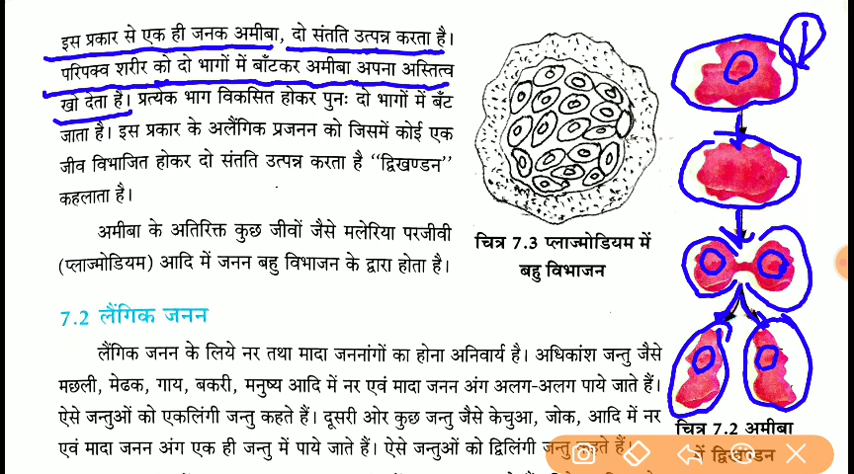 इस प्रकार से एक ही जनक अमीबा, दो संतति उत्पन्न करता है।
परिपक्व शरीर को दो भागों में बाँटकर अमीबा अपना अस्तित्व
खो देता है। प्रत्येक भाग विकसित होकर पुनः दो भागों में बँट
जाता है। इस प्रकार के अलैंगिक प्रजनन को जिसमें कोई एक
जीव विभाजित होकर दो संतति उत्पन्न करता है “द्विखण्डन”
कहलाता है।
अमीबा के अतिरिक्त कुछ जीवों जैसे मलेरिया परजीवी
(प्लाज्मोडियम) आदि में जनन बहु विभाजन के द्वारा होता है।
चित्र 7.3 प्लाज्मोडियम में
बहु विभाजन
7.2 लैंगिक जनन
लैंगिक जनन के लिये नर तथा मादा जननांगों का होना अनिवार्य है। अधिकांश जन्तु जैसे
मछली, मेढक, गाय, बकरी, मनुष्य आदि में नर एवं मादा जनन अंग अलग-अलग पाये जाते हैं।
ऐसे जन्तुओं को एकलिंगी जन्तु कहते हैं। दूसरी ओर कुछ जन्तु जैसे केचुआ, जोक, आदि में नर
एवं मादा जनन अंग एक ही जन्तु में पाये जाते हैं। ऐसे जन्तुओं को द्विलिंगी जन्तु कहते हैं।
चित्र 7.2 अमीबा
में द्विखण्डन